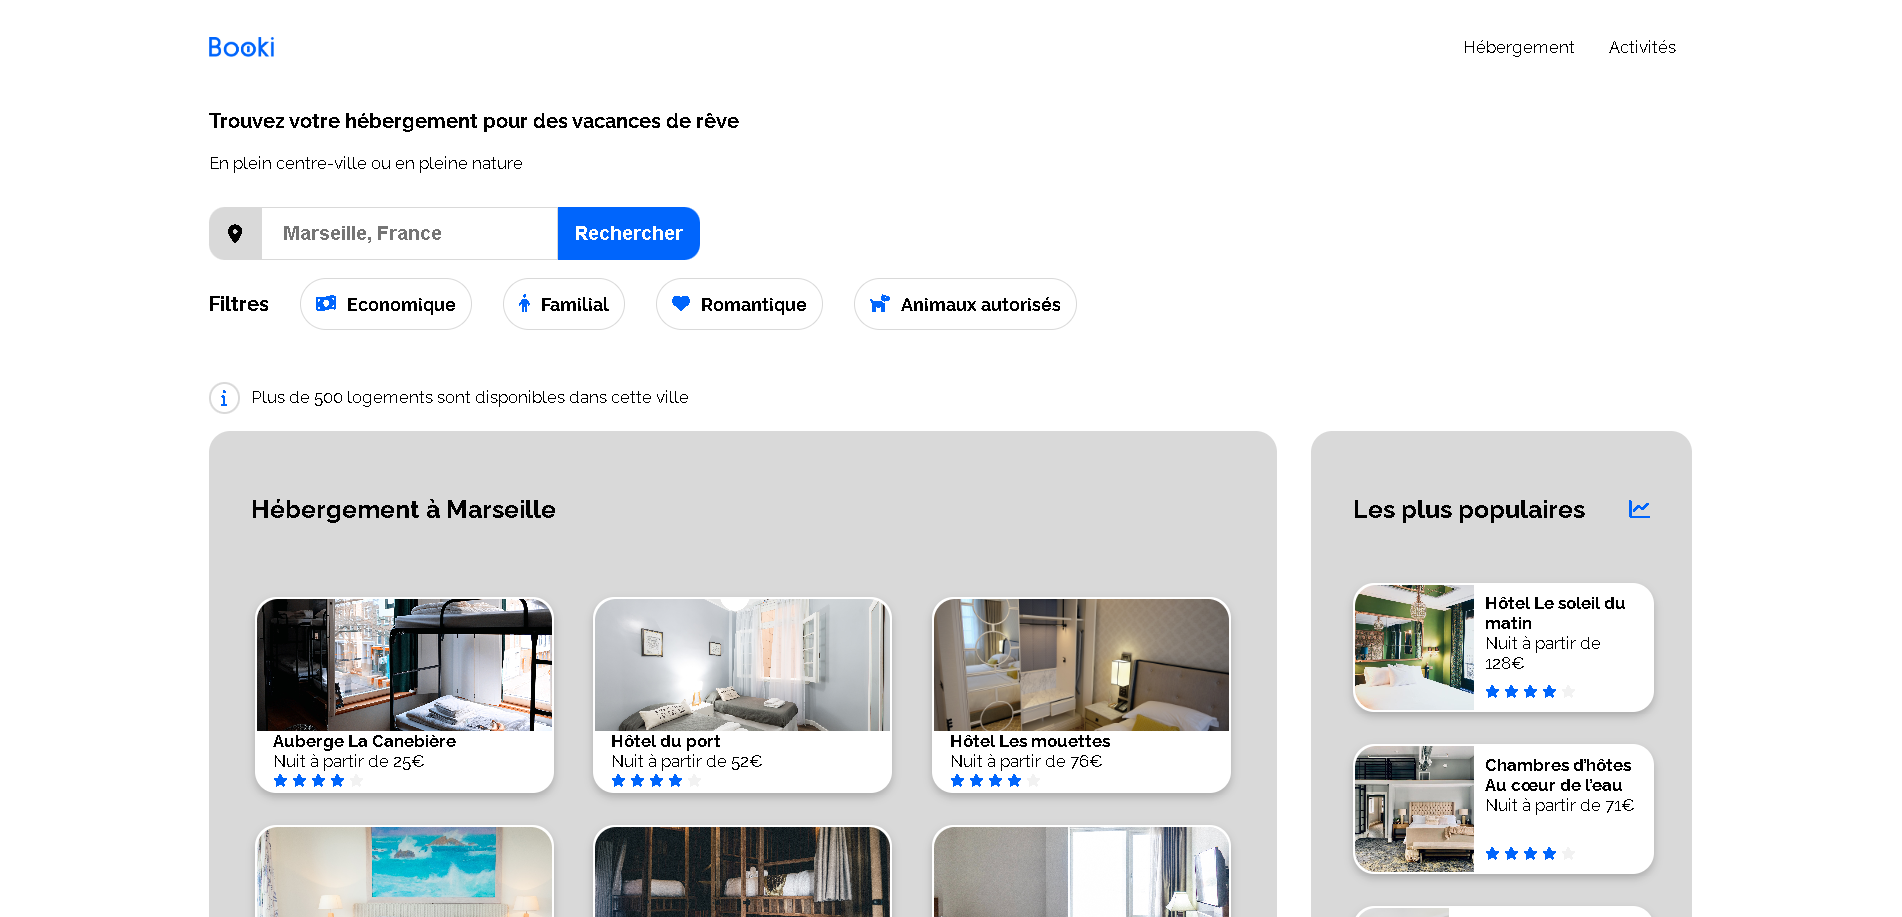 Booki
Hébergement
Activités
Trouvez votre hébergement pour des vacances de rêve
En plein centre-ville ou en pleine nature
Marseille, France
Rechercher
Filtres
Economique
Familial
Romantique
Animaux autorisés
Plus de 500 logements sont disponibles dans cette ville
Hébergement à Marseille
Auberge La Canebière
Nuit à partir de 25€
Hôtel du port
Nuit à partir de 52€
Hôtel Les mouettes
Nuit à partir de 76€
Les plus populaires
Hôtel Le soleil du
matin
Nuit à partir de
128€
Chambres d'hôtes
Au cœur de l'eau
Nuit à partir de 71€